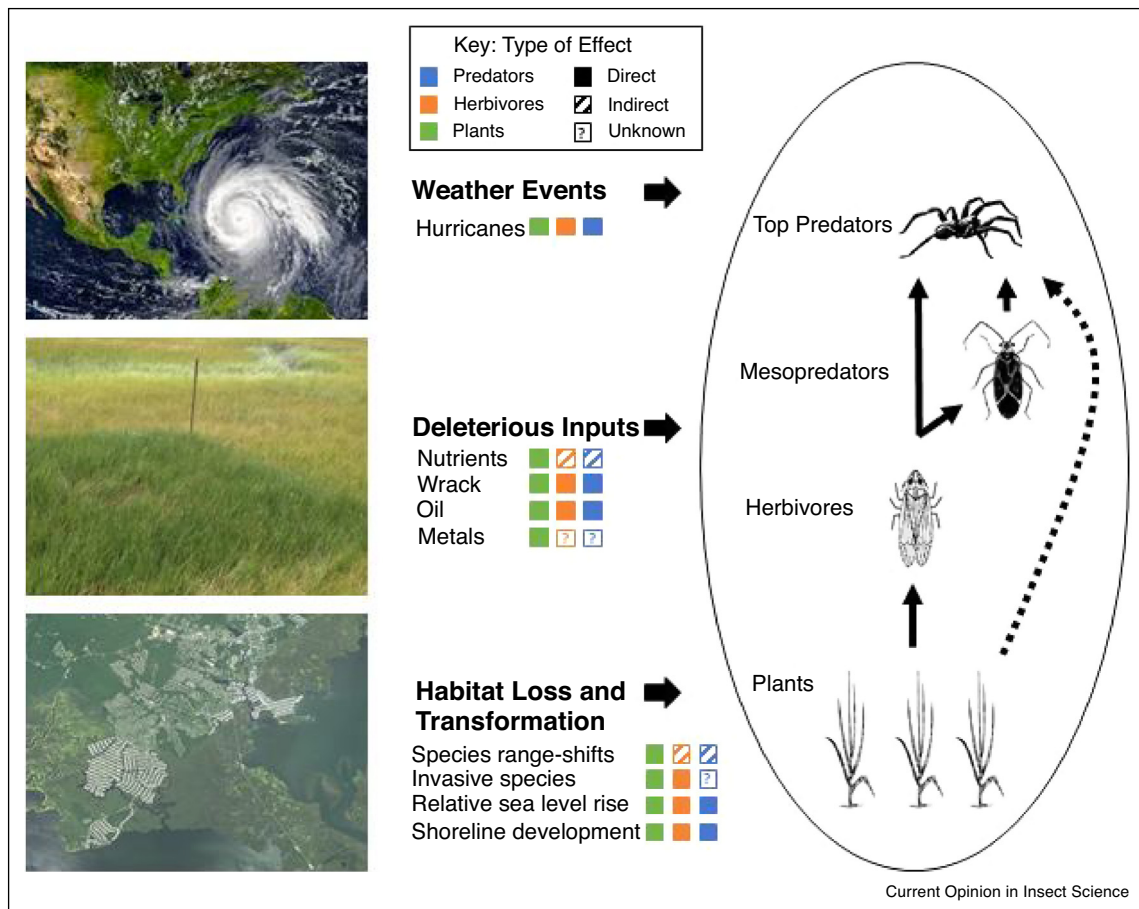 Key: Type of Effect
Predators
Direct
Herbivores
Indirect
Plants
? Unknown
Weather Events
Hurricanes
Deleterious Inputs
Nutrients
Wrack
Oil
Metals ? ?
Habitat Loss and
Transformation
Species range-shifts
Invasive species ?
Relative sea level rise
Shoreline development
Top Predators
Mesopredators
Herbivores
Plants
Current Opinion in Insect Science